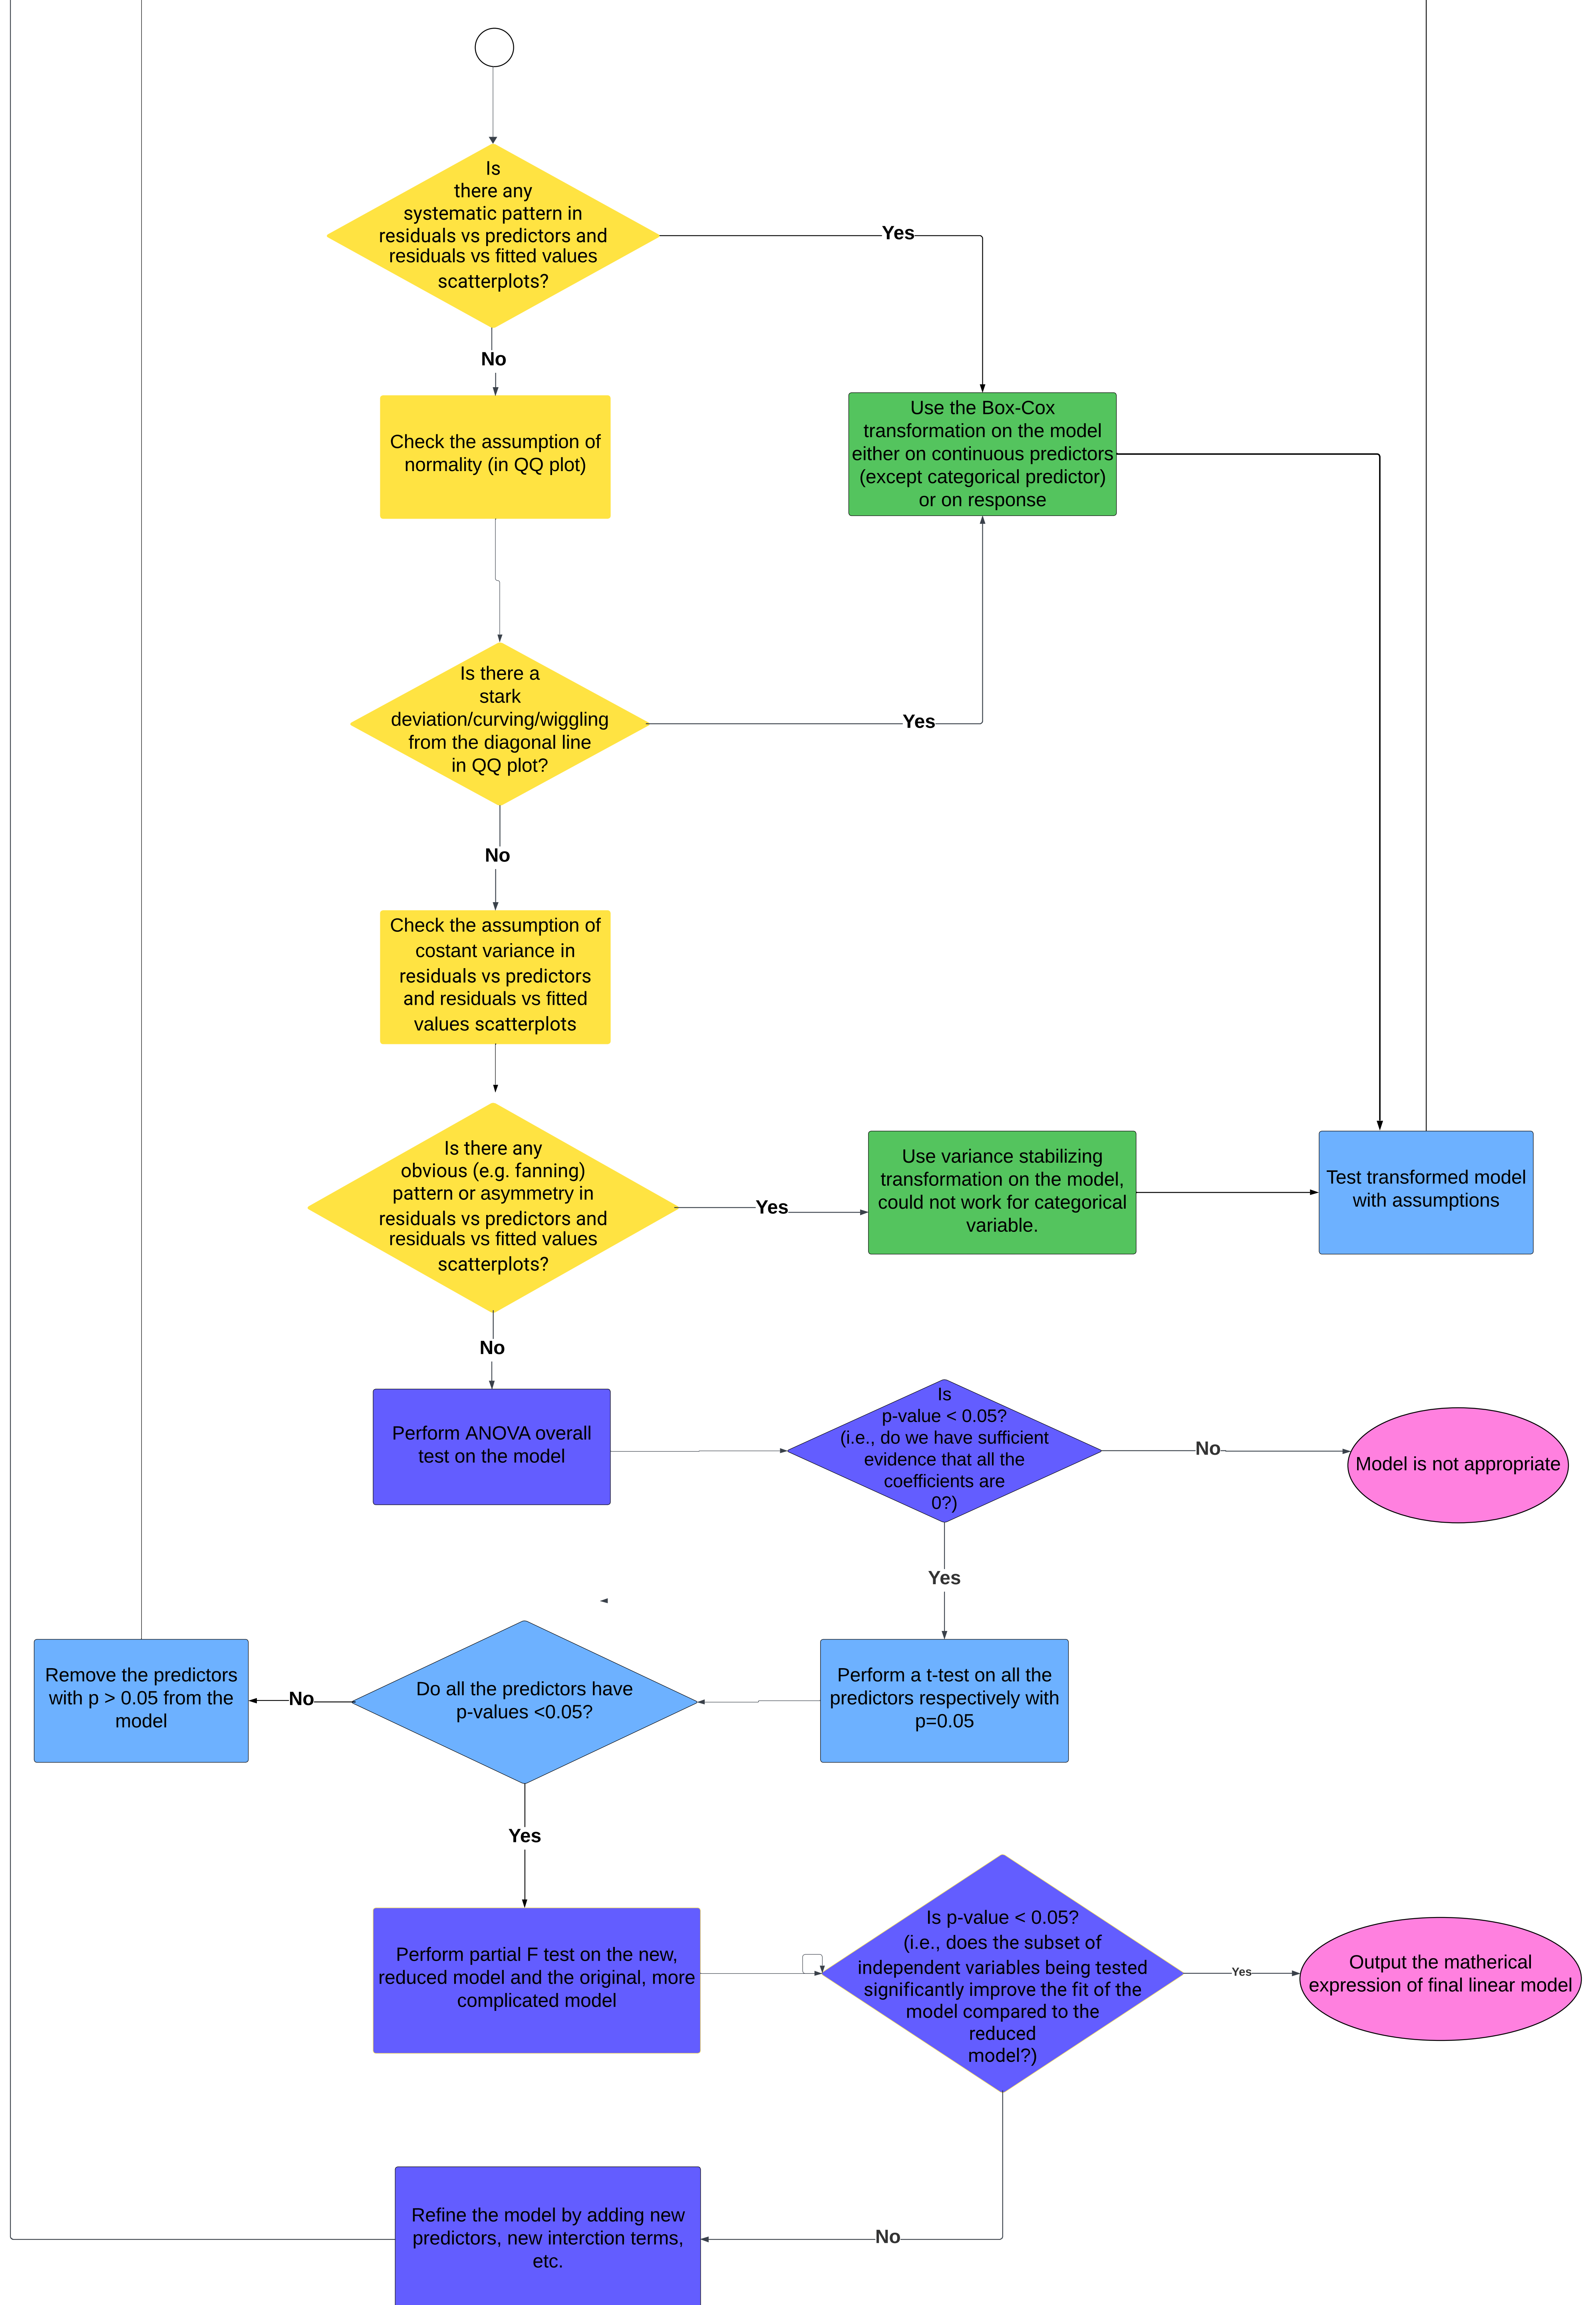 Is
there any
systematic pattern in
residuals vs predictors and
residuals vs fitted values
scatterplots?
Yes
No
Check the assumption of
normality (in QQ plot)
Use the Box-Cox
transformation on the model
either on continuous predictors
(except categorical predictor)
or on response
Is there a
stark
deviation/curving/wiggling
from the diagonal line
in QQ plot?
Yes
No
Check the assumption of
costant variance in
residuals vs predictors
and residuals vs fitted
values scatterplots
Is there any
obvious (e.g. fanning)
pattern or asymmetry in
residuals vs predictors and
residuals vs fitted values
scatterplots?
Yes
Use variance stabilizing
transformation on the model,
could not work for categorical
variable.
Test transformed model
with assumptions
No
Perform ANOVA overall
test on the model
Is
p-value < 0.05?
(i.e., do we have sufficient
evidence that all the
coefficients are
0?)
No
Model is not appropriate
Yes
Remove the predictors
with p > 0.05 from the
model
No
Do all the predictors have
p-values <0.05?
Perform a t-test on all the
predictors respectively with
p=0.05
Yes
Perform partial F test on the new,
reduced model and the original, more
complicated model
Is p-value < 0.05?
(i.e., does the subset of
independent variables being tested
significantly improve the fit of the
model compared to the
reduced
model?)
Yes
Output the matherical
expression of final linear model
No
Refine the model by adding new
predictors, new interction terms,
etc.